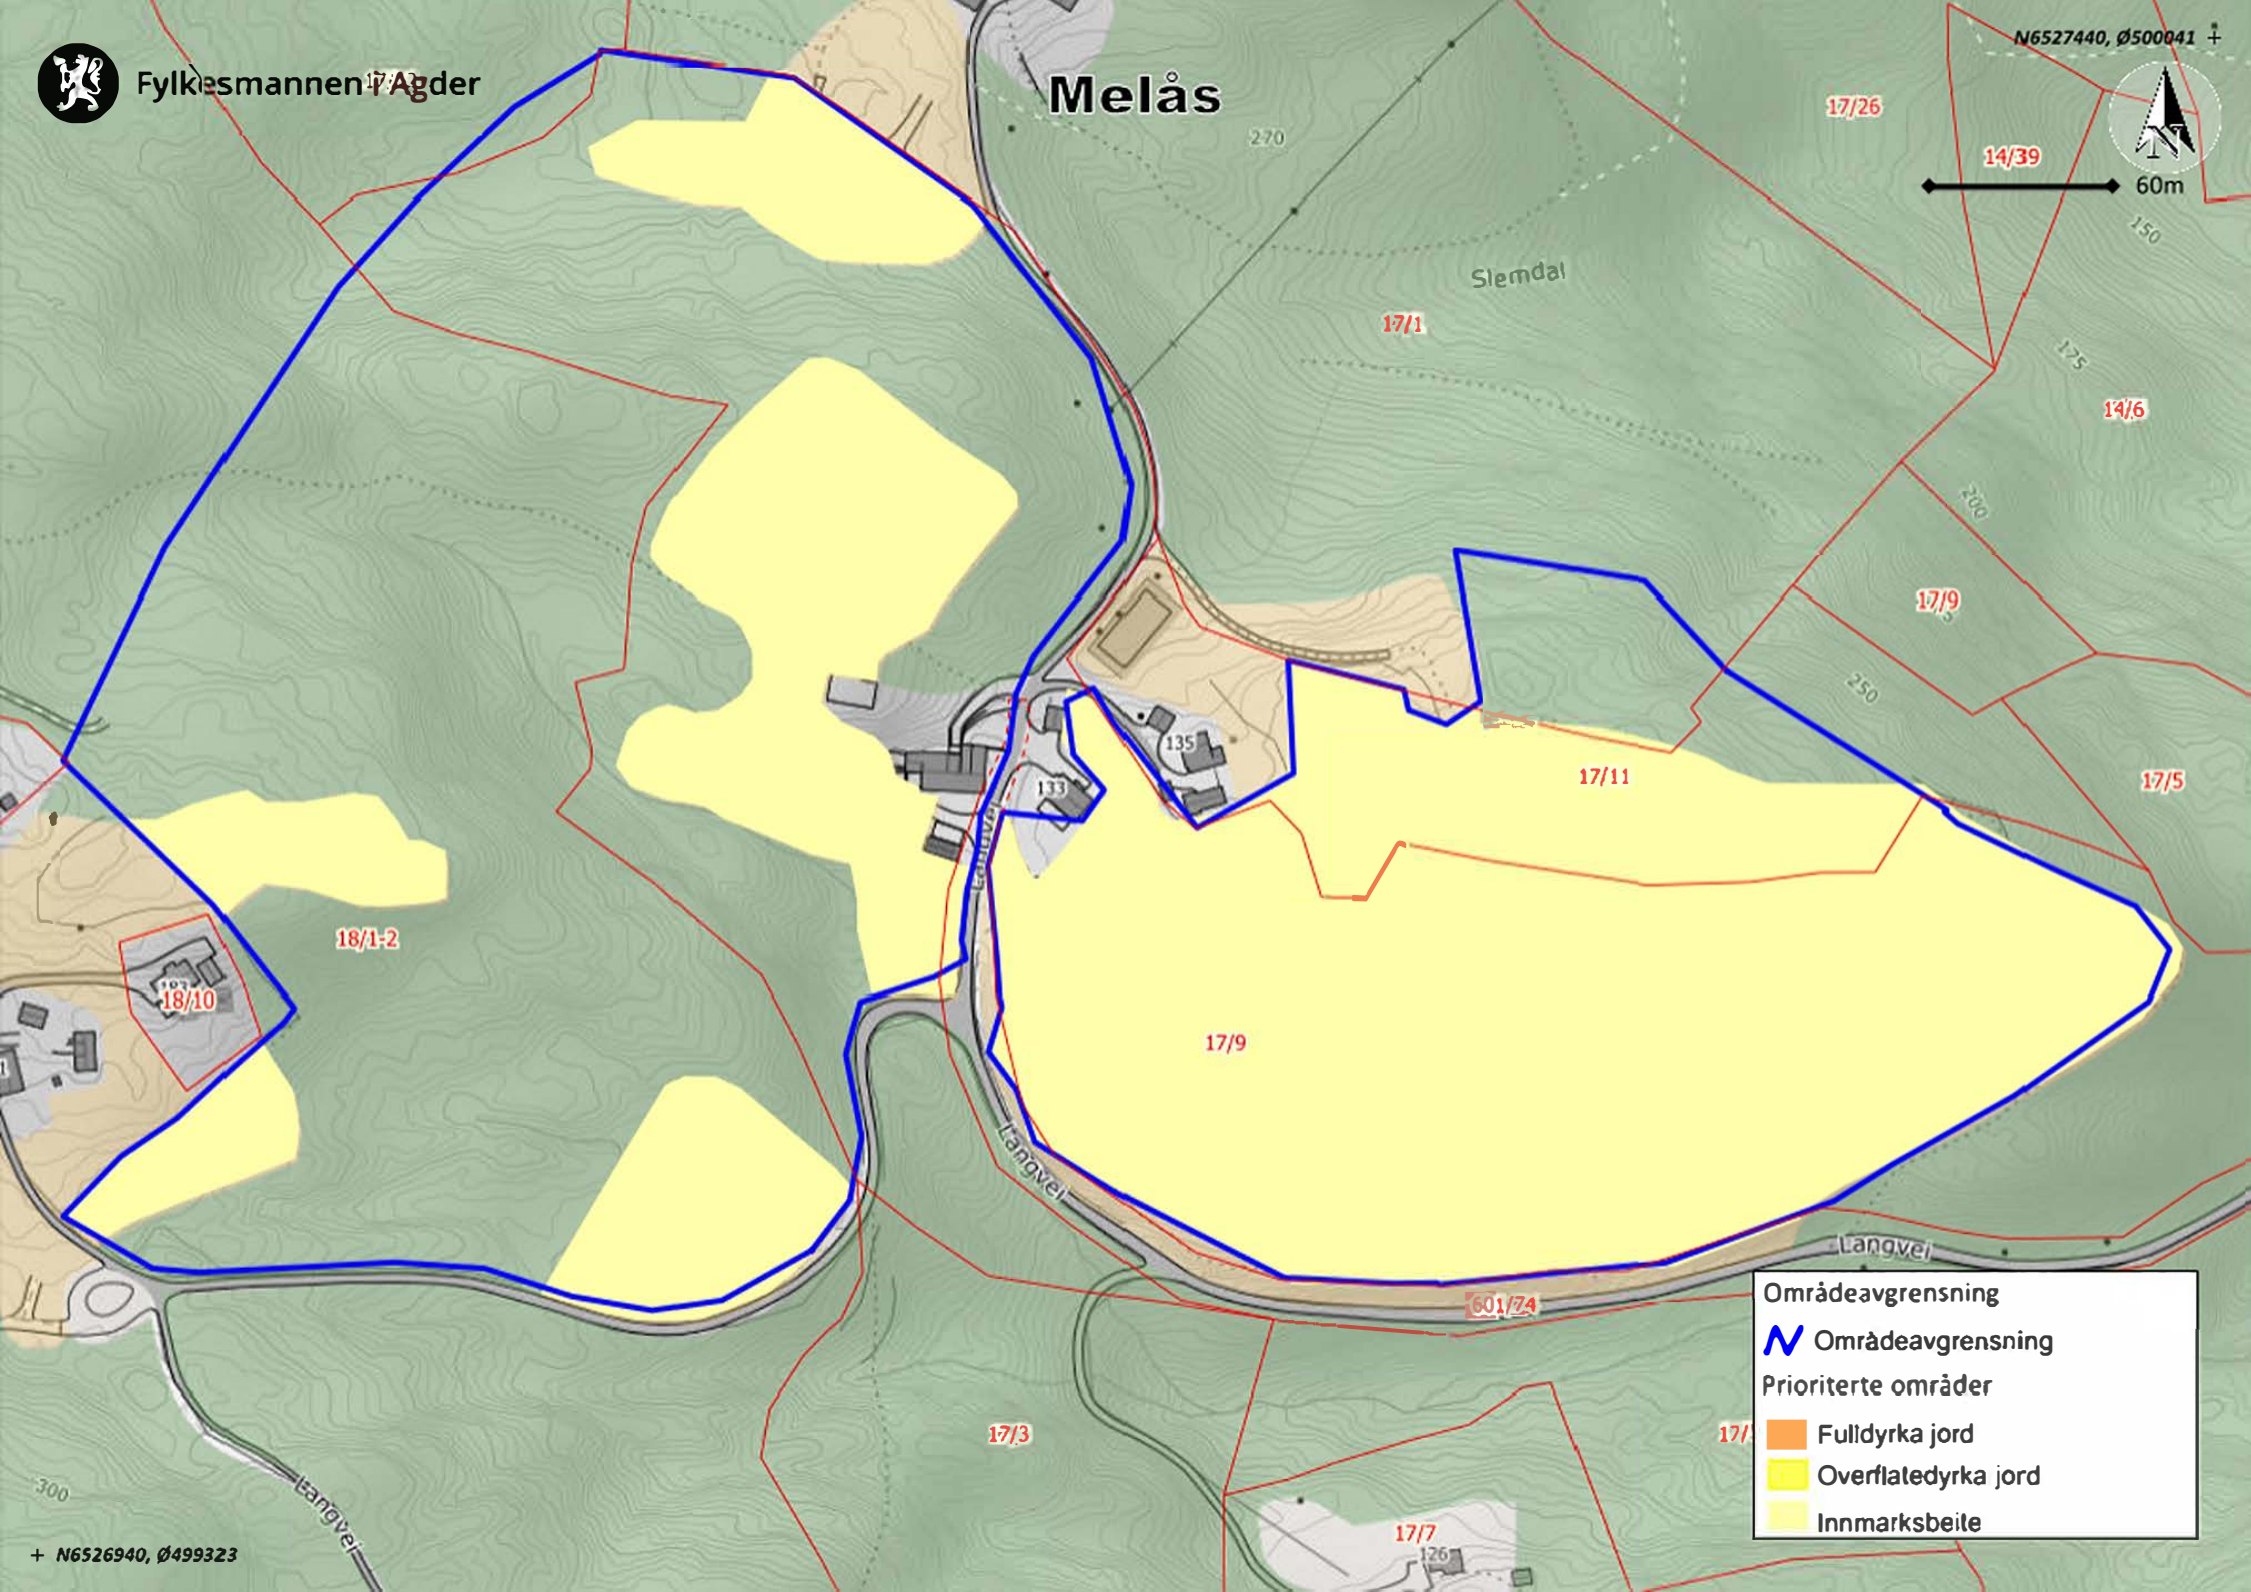 N6527440, Ø500041
Fylkesmannen i Agder
Melås
17/26
270
14/39
60m
150
Slemdal
17/1
175
14/6
200
17/9
250
135
17/11
17/5
133
Langvei
18/1-2
18/10
17/9
Langvei
Langvei
601/74
Områdeavgrensning
Områdeavgrensning
Prioriterte områder
Fulldyrka jord
Overflatedyrka jord
Innmarksbeite
17/3
300
Langvei
17/7
126
N6526940, Ø499323